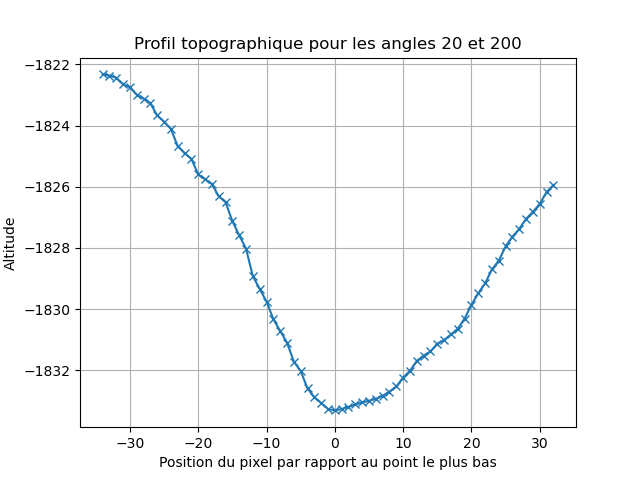 Profil topographique pour les angles 20 et 200
−1822
−1824
−1826
−1828
−1830
−1832
Altitude
−30 −20 −10 0 10 20 30
Position du pixel par rapport au point le plus bas